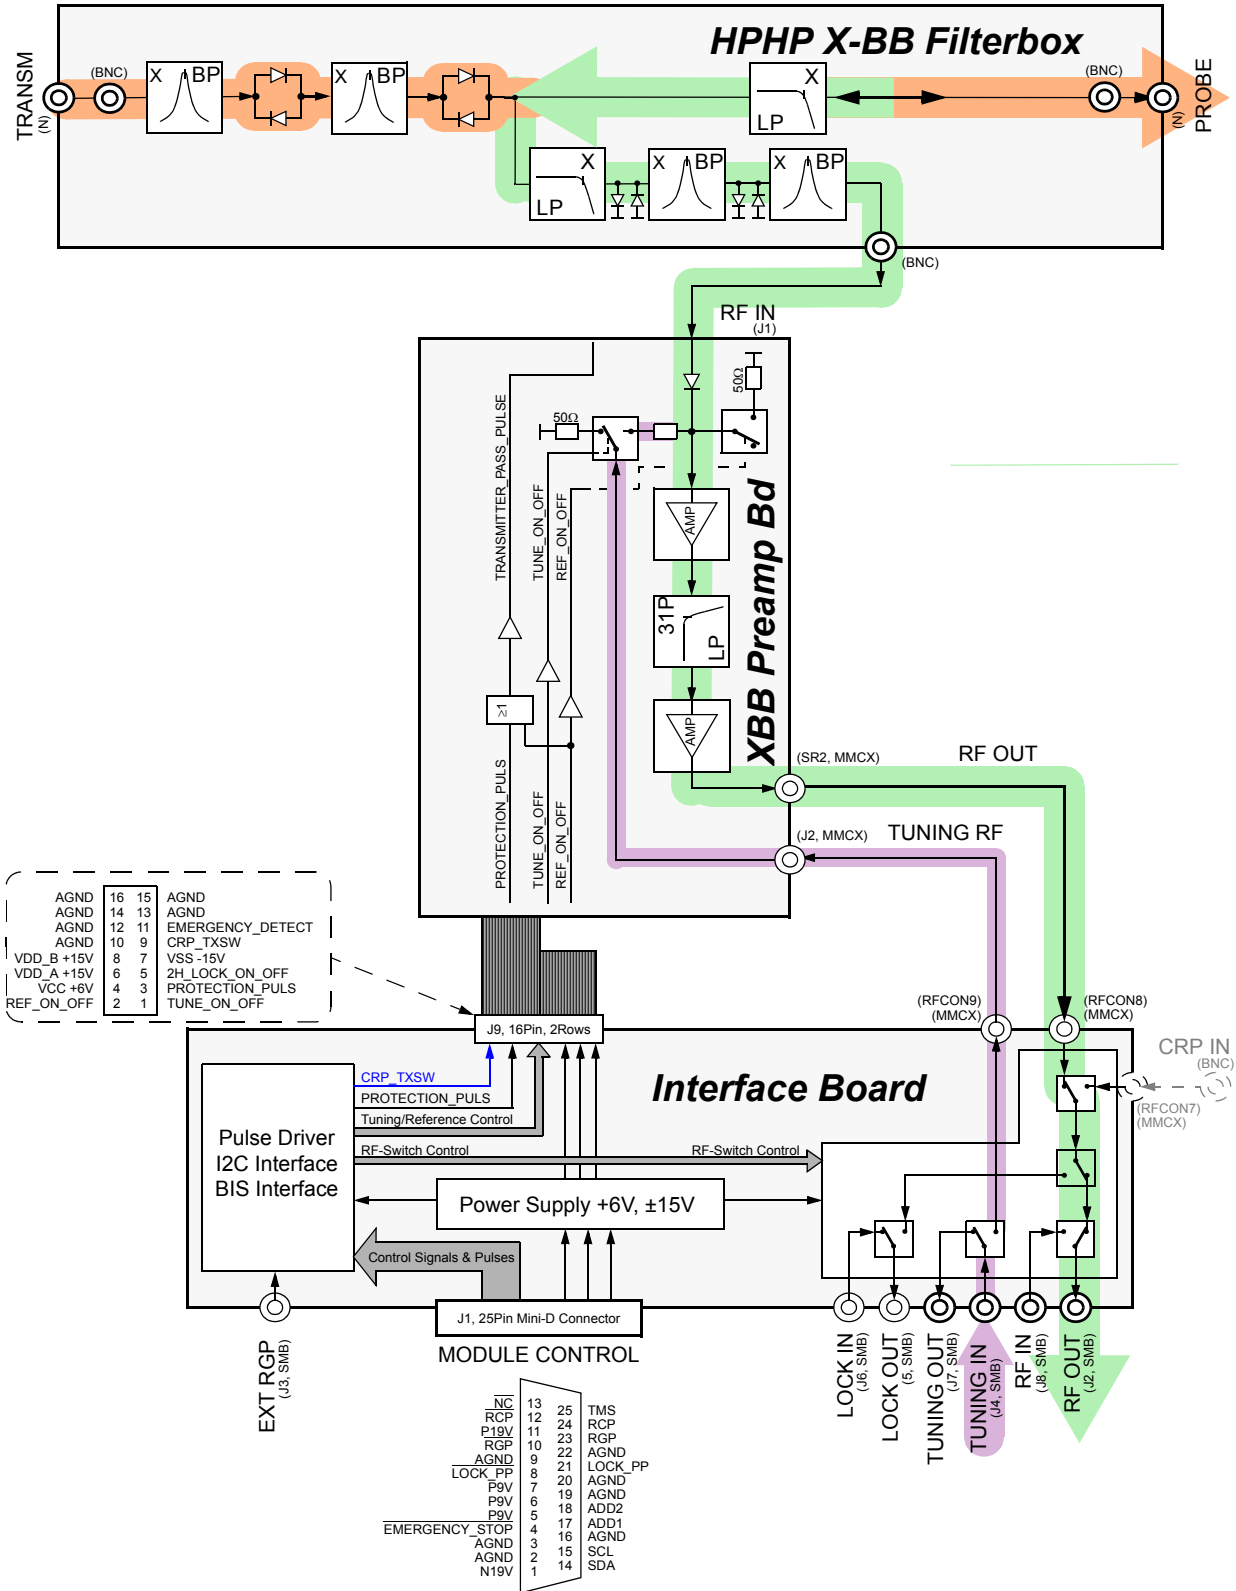 HPHP X-BB Filterbox
TRANSM
(N)
(BNC)
X BP
X BP
X
LP
(BNC)
(N)
PROBE
X
LP
X BP
X BP
(BNC)
RF IN
(J1)
50Ω
50Ω
TRANSMITTER_PASS_PULSE
TUNE_ON_OFF
REF_ON_OFF
AMP
31P
LP
AMP
XBB Preamp Bd
≥1
PROTECTION_PULS
TUNE_ON_OFF
REF_ON_OFF
(SR2, MMCX)
RF OUT
(J2, MMCX)
TUNING RF
AGND 16 15 AGND
AGND 14 13 AGND
AGND 12 11 EMERGENCY_DETECT
AGND 10 9 CRP_TXSW
VDD_B +15V 8 7 VSS -15V
VDD_A +15V 6 5 2H_LOCK_ON_OFF
VCC +6V 4 3 PROTECTION_PULS
REF_ON_OFF 2 1 TUNE_ON_OFF
(RFCON9)
(MMCX)
(RFCON8)
(MMCX)
J9, 16Pin, 2Rows
CRP IN
(BNC)
(RFCON7)
(MMCX)
Interface Board
CRP_TXSW
PROTECTION_PULS
Tuning/Reference Control
RF-Switch Control
RF-Switch Control
Pulse Driver
I2C Interface
BIS Interface
Power Supply +6V, ±15V
Control Signals & Pulses
J1, 25Pin Mini-D Connector
MODULE CONTROL
EXT RGP
(J3, SMB)
LOCK IN
(J6, SMB)
LOCK OUT
(5, SMB)
TUNING OUT
(J7, SMB)
TUNING IN
(J4, SMB)
RF IN
(J8, SMB)
RF OUT
(J2, SMB)
NC 13
25 TMS
RCP 12
24 RCP
P19V 11
23 RGP
RGP 10
22 AGND
AGND 9
21 LOCK_PP
LOCK_PP 8
20 AGND
P9V 7
19 AGND
P9V 6
18 ADD2
P9V 5
17 ADD1
EMERGENCY_STOP 4
16 AGND
AGND 3
15 SCL
AGND 2
14 SDA
N19V 1